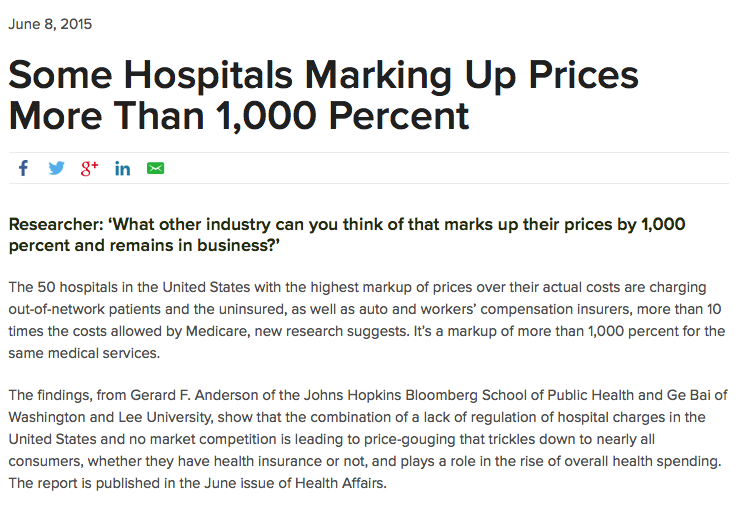 June 8, 2015
Some Hospitals Marking Up Prices
More Than 1,000 Percent
f g+ in
Researcher: ‘What other industry can you think of that marks up their prices by 1,000
percent and remains in business?’
The 50 hospitals in the United States with the highest markup of prices over their actual costs are charging
out-of-network patients and the uninsured, as well as auto and workers’ compensation insurers, more than 10
times the costs allowed by Medicare, new research suggests. It’s a markup of more than 1,000 percent for the
same medical services.
The findings, from Gerard F. Anderson of the Johns Hopkins Bloomberg School of Public Health and Ge Bai of
Washington and Lee University, show that the combination of a lack of regulation of hospital charges in the
United States and no market competition is leading to price-gouging that trickles down to nearly all
consumers, whether they have health insurance or not, and plays a role in the rise of overall health spending.
The report is published in the June issue of Health Affairs.